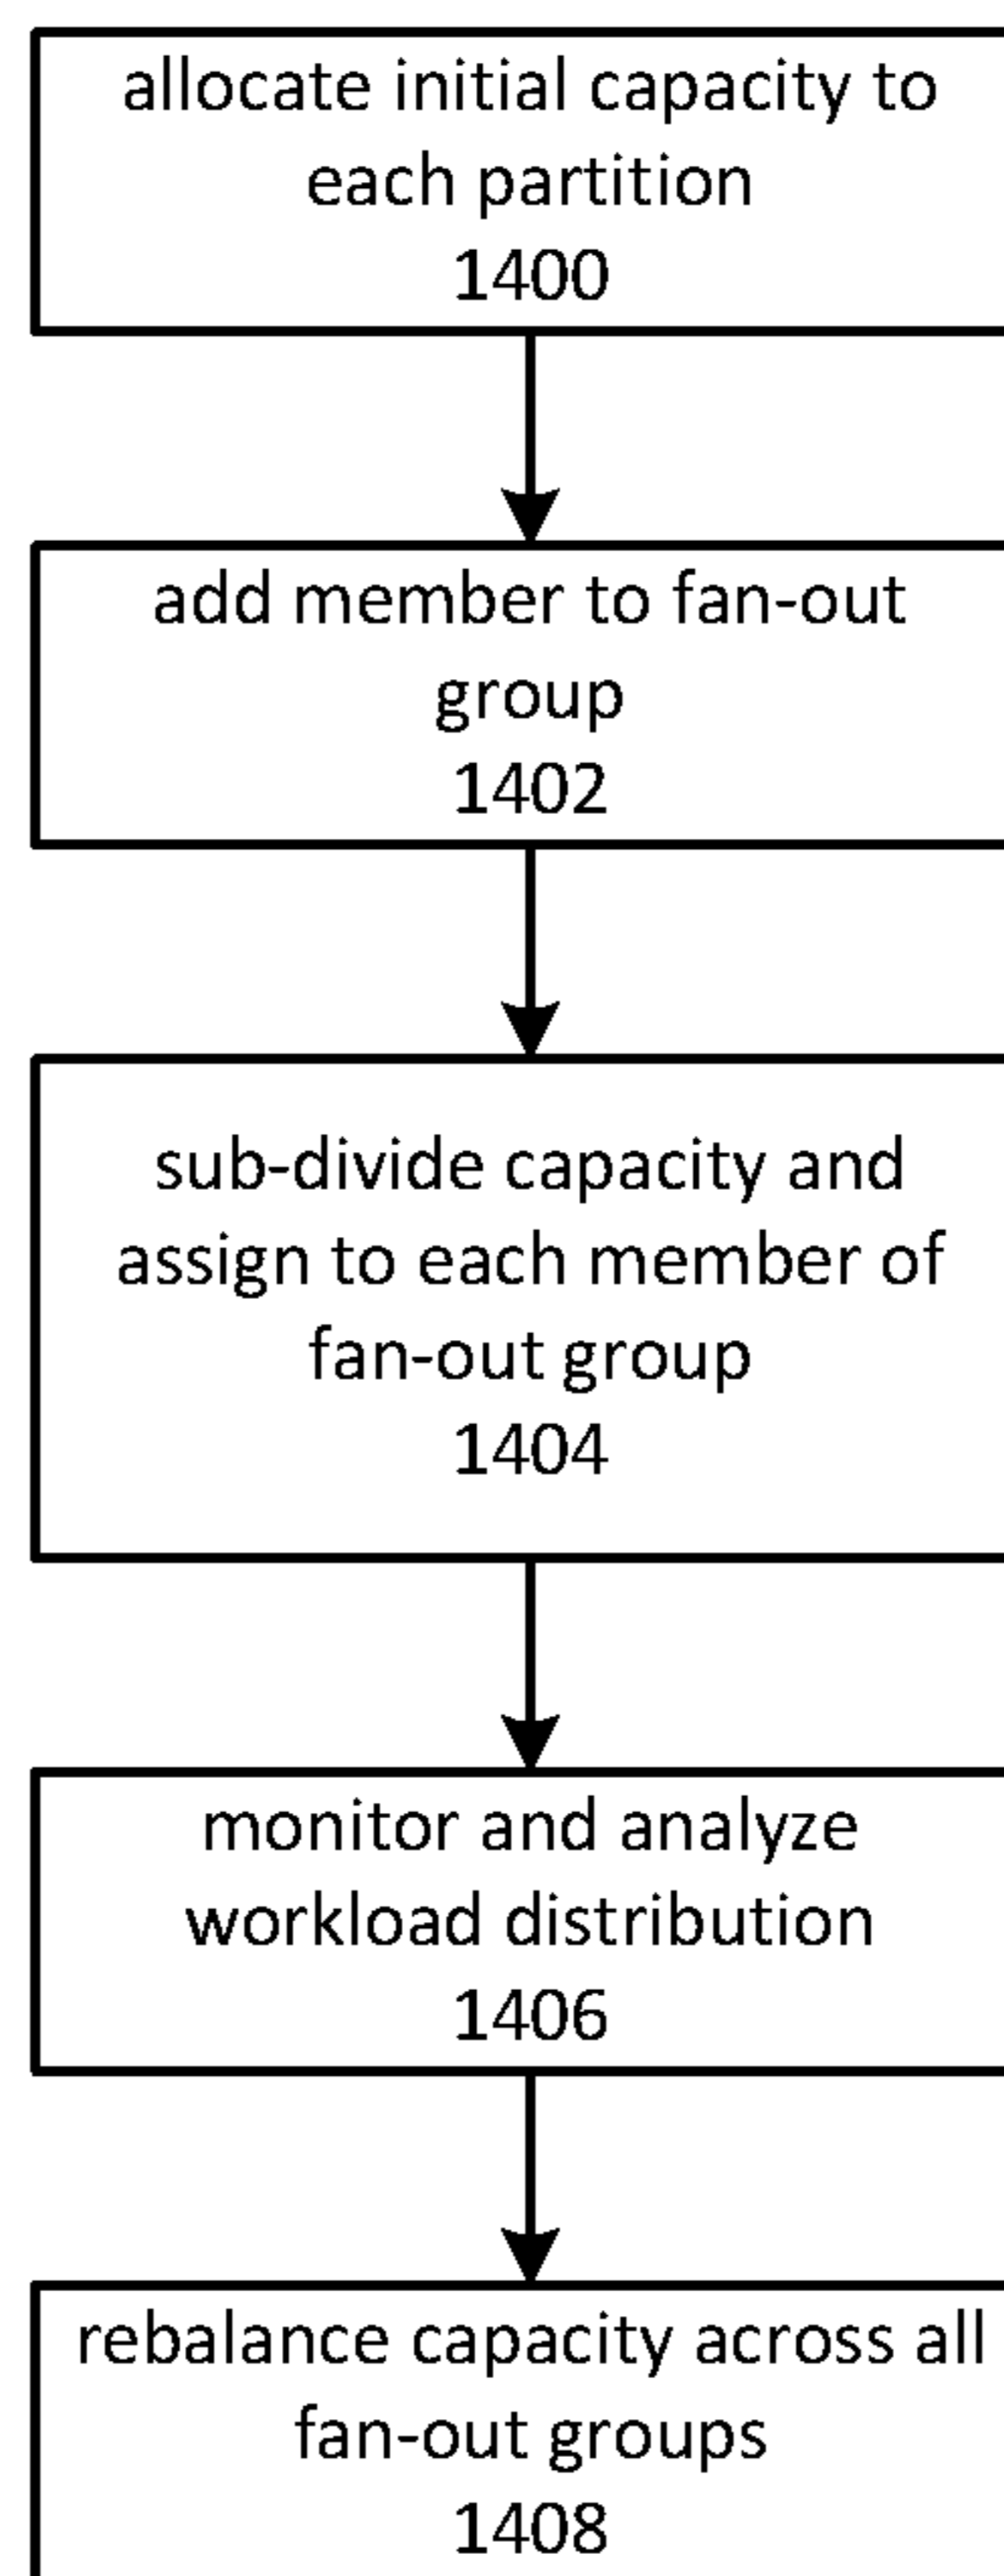 allocate initial capacity to
each partition
1400
add member to fan-out
group
1402
sub-divide capacity and
assign to each member of
fan-out group
1404
monitor and analyze
workload distribution
1406
rebalance capacity across all
fan-out groups
1408